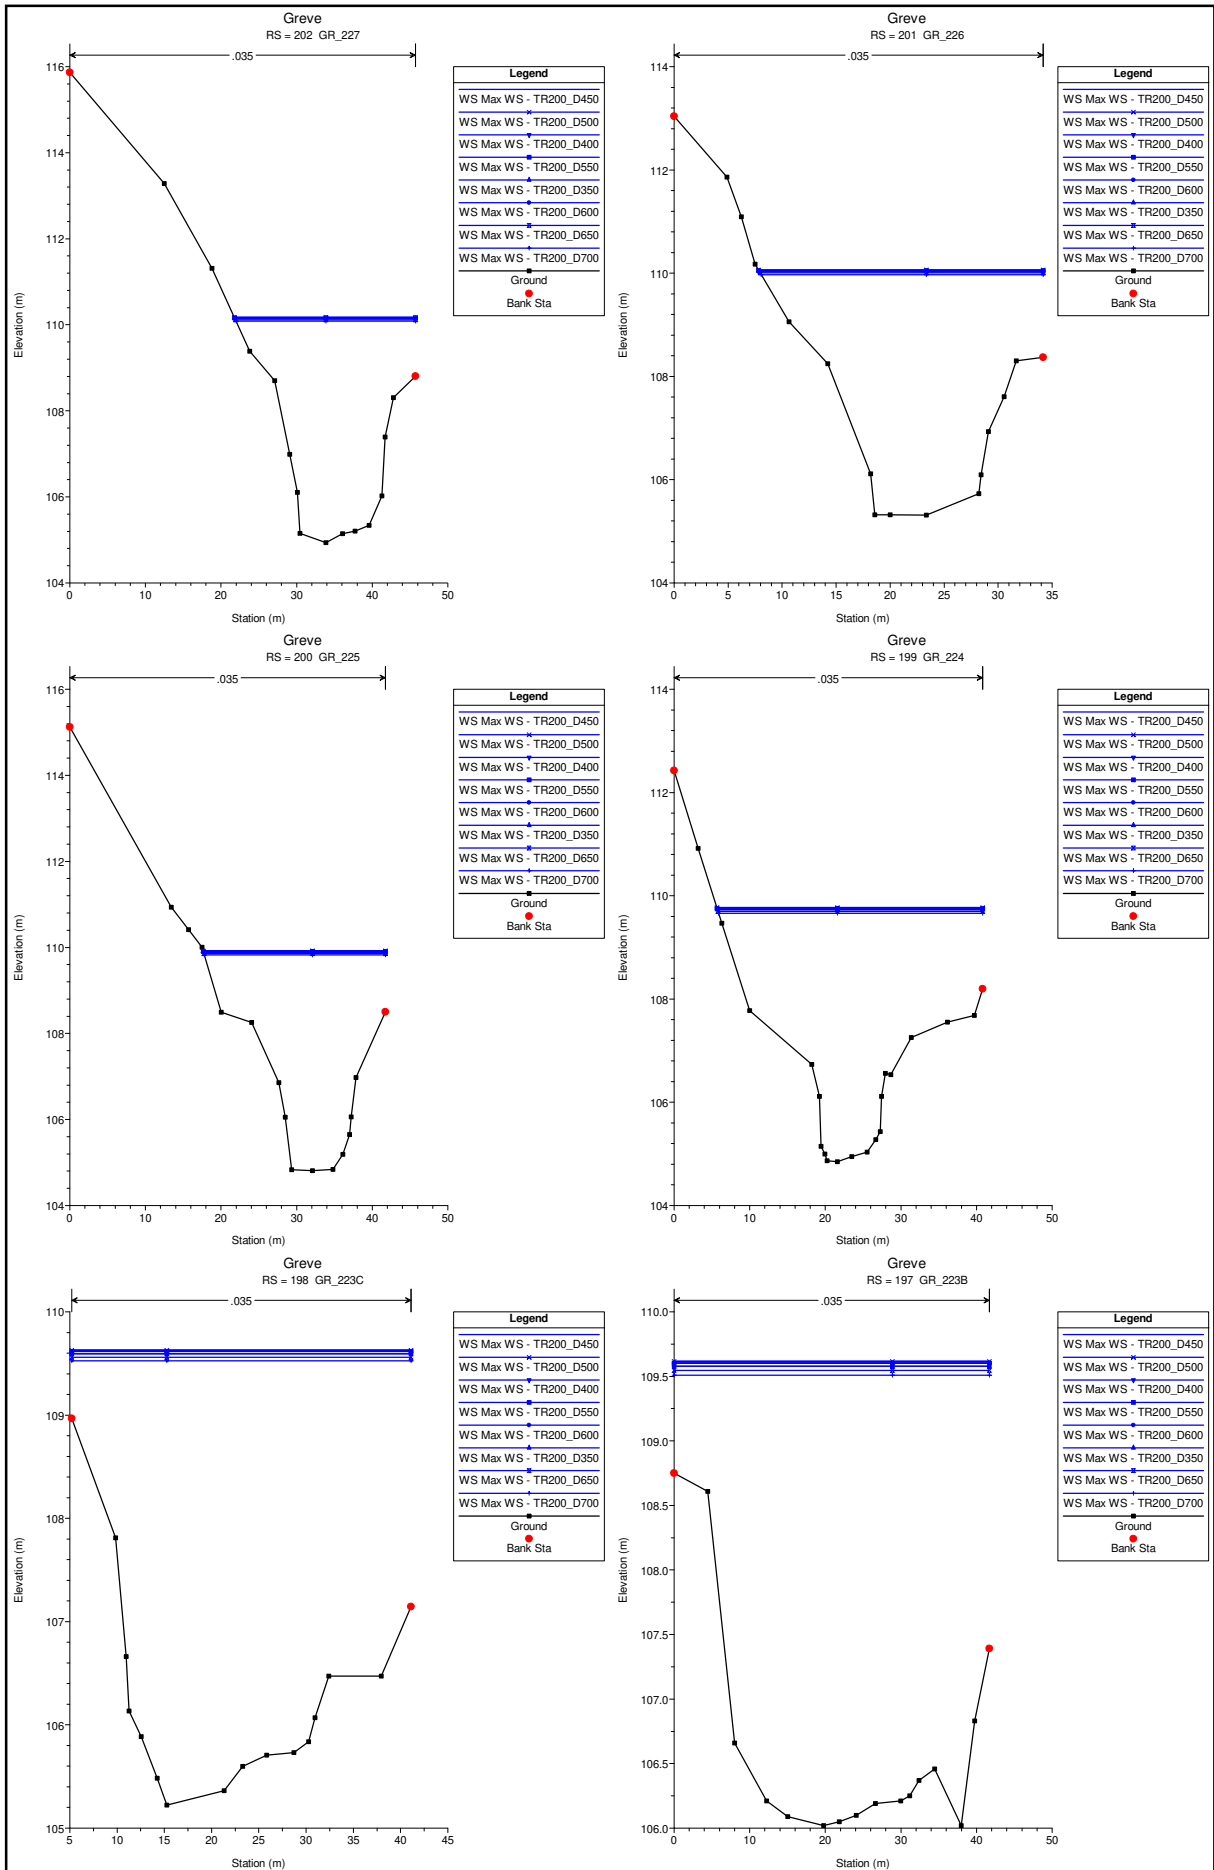 Greve
RS = 202 GR_227
.035
116
114
112
110
108
106
104
0
10
20
30
40
50
Elevation (m)
Station (m)
Legend
WS Max WS - TR200_D450
WS Max WS - TR200_D500
WS Max WS - TR200_D400
WS Max WS - TR200_D550
WS Max WS - TR200_D350
WS Max WS - TR200_D600
WS Max WS - TR200_D650
WS Max WS - TR200_D700
Ground
Bank Sta
Greve
RS = 201 GR_226
.035
114
112
110
108
106
104
0
5
10
15
20
25
30
35
Elevation (m)
Station (m)
Legend
WS Max WS - TR200_D450
WS Max WS - TR200_D500
WS Max WS - TR200_D400
WS Max WS - TR200_D550
WS Max WS - TR200_D600
WS Max WS - TR200_D350
WS Max WS - TR200_D650
WS Max WS - TR200_D700
Ground
Bank Sta
Greve
RS = 200 GR_225
.035
116
114
112
110
108
106
104
0
10
20
30
40
50
Elevation (m)
Station (m)
Legend
WS Max WS - TR200_D450
WS Max WS - TR200_D500
WS Max WS - TR200_D400
WS Max WS - TR200_D550
WS Max WS - TR200_D600
WS Max WS - TR200_D350
WS Max WS - TR200_D650
WS Max WS - TR200_D700
Ground
Bank Sta
Greve
RS = 199 GR_224
.035
114
112
110
108
106
104
0
10
20
30
40
50
Elevation (m)
Station (m)
Legend
WS Max WS - TR200_D450
WS Max WS - TR200_D500
WS Max WS - TR200_D400
WS Max WS - TR200_D550
WS Max WS - TR200_D600
WS Max WS - TR200_D350
WS Max WS - TR200_D650
WS Max WS - TR200_D700
Ground
Bank Sta
Greve
RS = 198 GR_223C
.035
110
109
108
107
106
105
5
10
15
20
25
30
35
40
45
Elevation (m)
Station (m)
Legend
WS Max WS - TR200_D450
WS Max WS - TR200_D500
WS Max WS - TR200_D400
WS Max WS - TR200_D550
WS Max WS - TR200_D600
WS Max WS - TR200_D350
WS Max WS - TR200_D650
WS Max WS - TR200_D700
Ground
Bank Sta
Greve
RS = 197 GR_223B
.035
110.0
109.5
109.0
108.5
108.0
107.5
107.0
106.5
106.0
0
10
20
30
40
50
Elevation (m)
Station (m)
Legend
WS Max WS - TR200_D450
WS Max WS - TR200_D500
WS Max WS - TR200_D400
WS Max WS - TR200_D550
WS Max WS - TR200_D600
WS Max WS - TR200_D350
WS Max WS - TR200_D650
WS Max WS - TR200_D700
Ground
Bank Sta